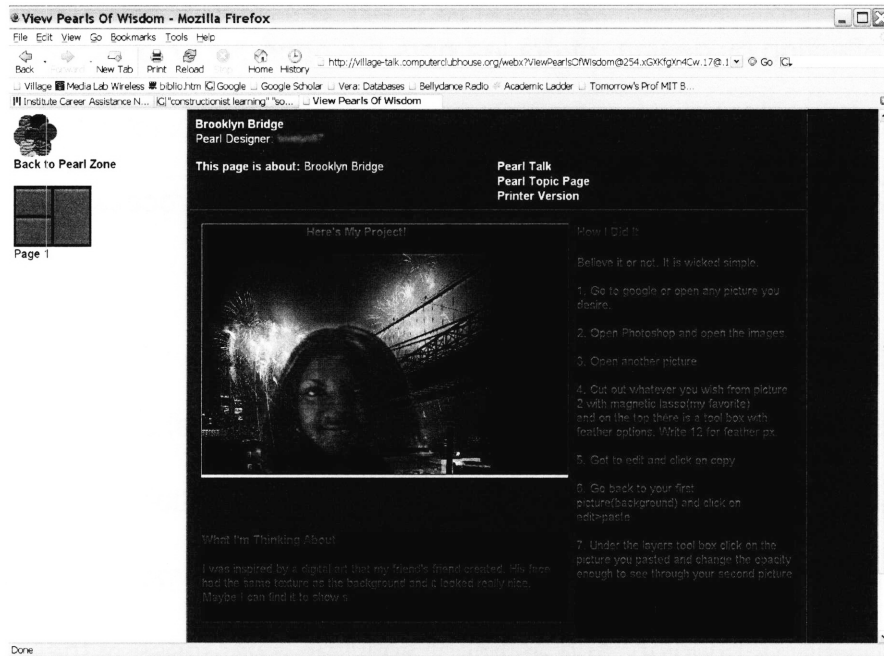 View Pearls Of Wisdom - Mozilla Firefox
File Edit View Go Bookmarks Tools Help
Back New Tab Print Reload Home History http://village-talk.computerclubhouse.org/webx?ViewPearlsOfWisdom@254.xGXKfgXn4Cw.17@.1 Go
Village Media Lab Wireless biblio.htm Google Google Scholar Vera: Databases Bellydance Radio Academic Ladder Tomorrow's Prof MIT B...
Institute Career Assistance N... "constructionist learning" "so... View Pearls Of Wisdom
Back to Pearl Zone
Page 1
Brooklyn Bridge
Pearl Designer:
This page is about: Brooklyn Bridge
Pearl Talk
Pearl Topic Page
Printer Version
Here's My Project!
What I'm Thinking About
I was inspired by a digital art that my friend's friend created. His face
had the same texture as the background and it looked really nice.
Maybe I can find it to show s
How I Did It
Believe it or not. It is wicked simple.
1. Go to google or open any picture you
desire.
2. Open Photoshop and open the images
3. Open another picture
4. Cut out whatever you wish from picture
2 with magnetic lasso(my favorite)
and on the top there is a tool box with
feather options. Write 12 for feather px
5. Got to edit and click on copy
6. Go back to your first
picture(background) and click on
edit>paste
7. Under the layers tool box click on the
picture you pasted and change the opacity
enough to see through your second picture
Done